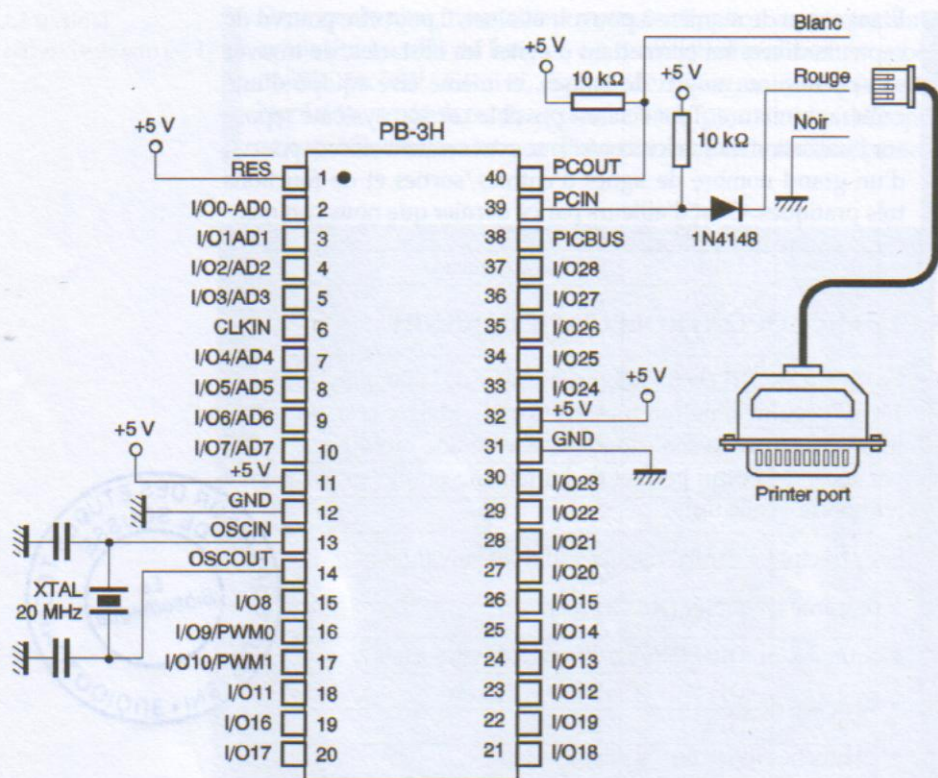 Blanc
+5 V
Rouge
10 kΩ
+5 V
Noir
10 kΩ
+5 V
PB-3H
RES
1
40
PCOUT
I/O0-AD0
2
39
PCIN
1N4148
I/O1AD1
3
38
PICBUS
I/O2/AD2
4
37
I/O28
I/O3/AD3
5
36
I/O27
CLKIN
6
35
I/O26
I/O4/AD4
7
34
I/O25
I/O5/AD5
8
33
I/O24
+5 V
I/O6/AD6
9
32
+5 V
+5 V
I/O7/AD7
10
31
GND
+5 V
11
30
I/O23
Printer port
GND
12
29
I/O22
OSCIN
13
28
I/O21
OSCOUT
14
27
I/O20
XTAL
20 MHz
I/O8
15
26
I/O15
I/O9/PWM0
16
25
I/O14
I/O10/PWM1
17
24
I/O13
I/O11
18
23
I/O12
I/O16
19
22
I/O19
I/O17
20
21
I/O18